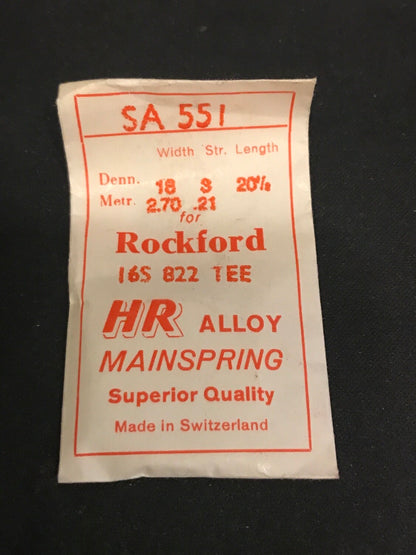 SA 551
Width Str. Length
Denn. 18 3 20½
Metr. 2.70 .21
for
Rockford
16S 822 TEE
HR ALLOY
MAINSPRING
Superior Quality
Made in Switzerland